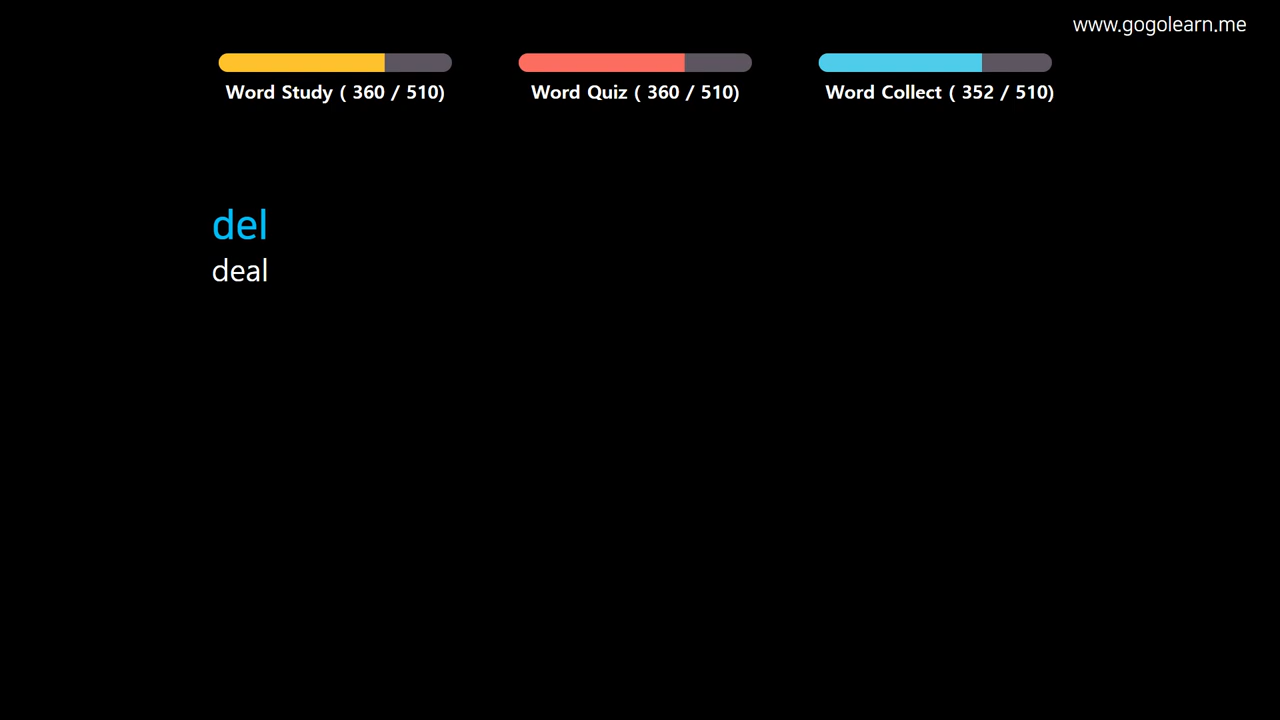 www.gogolearn.me
Word Study ( 360 / 510)
Word Quiz ( 360 / 510)
Word Collect ( 352 / 510)
del
deal